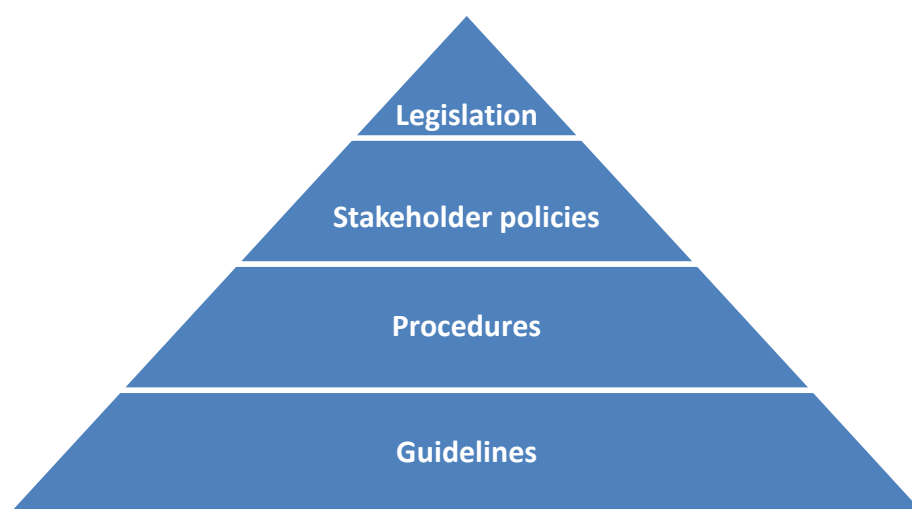 Legislation
Stakeholder policies
Procedures
Guidelines